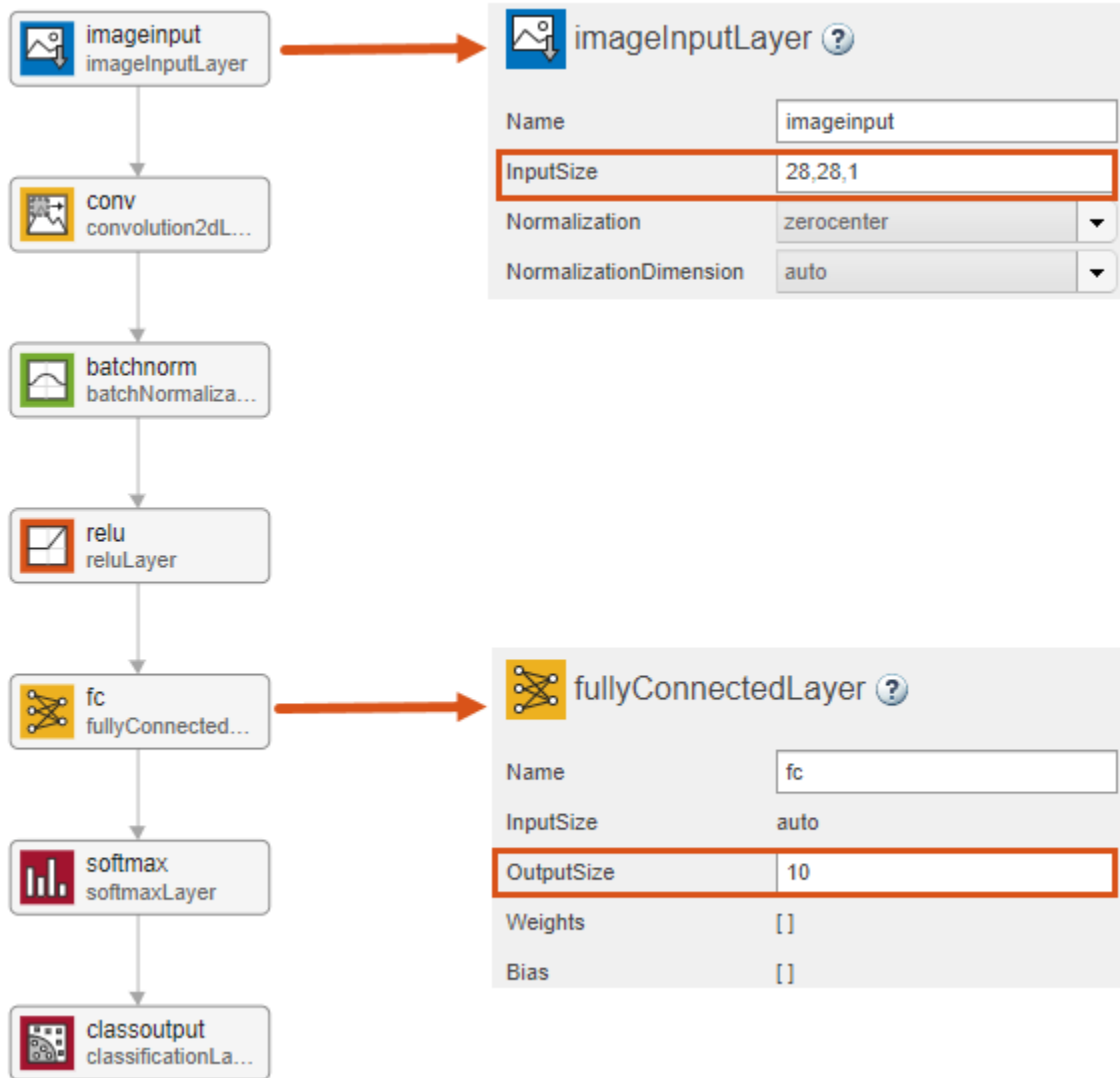 imageinput
imageInputLayer
conv
convolution2dL...
batchnorm
batchNormaliza...
relu
reluLayer
fc
fullyConnected...
softmax
softmaxLayer
classoutput
classificationLa...
imageInputLayer ?
Name imageinput
InputSize 28,28,1
Normalization zerocenter
NormalizationDimension auto
fullyConnectedLayer ?
Name fc
InputSize auto
OutputSize 10
Weights []
Bias []